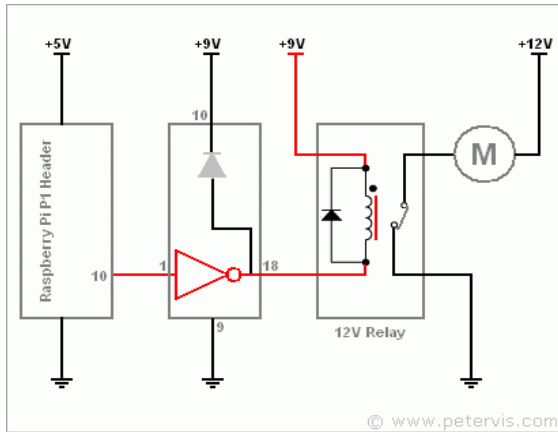 +5V
+9V
+9V
+12V
10
Raspberry Pi P1 Header
M
10
1
18
9
12V Relay
© www.petervis.com